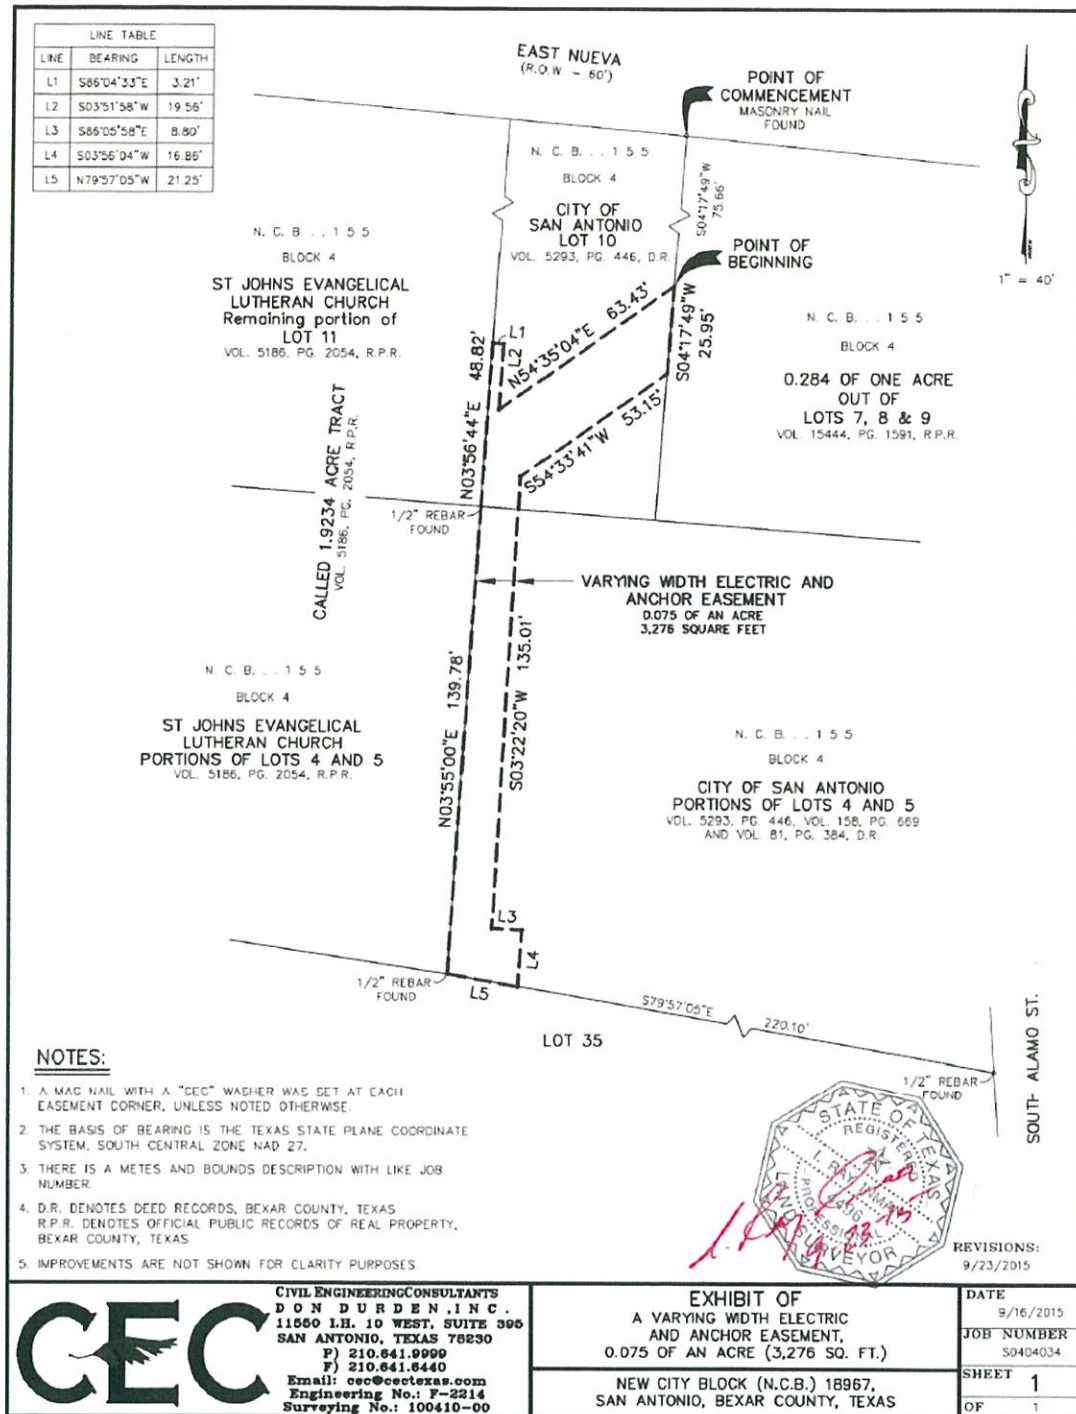 LINE TABLE
LINE BEARING LENGTH
L1 S86°04'33"E 3.21'
L2 S03°51'58"W 19.56'
L3 S86°05'58"E 8.80'
L4 S03°56'04"W 16.86'
L5 N79°57'05"W 21.25'
EAST NUEVA
(R.O.W - 60')
POINT OF
COMMENCEMENT
MASONRY NAIL
FOUND
1" = 40'
N. C. B. . . 1 5 5
BLOCK 4
CITY OF
SAN ANTONIO
LOT 10
VOL. 5293, PG. 446, D.R.
S04°17'49"W
75.66'
POINT OF
BEGINNING
N. C. B. . . 1 5 5
BLOCK 4
ST JOHNS EVANGELICAL
LUTHERAN CHURCH
Remaining portion of
LOT 11
VOL. 5186, PG. 2054, R.P.R.
N. C. B. . . 1 5 5
BLOCK 4
0.284 OF ONE ACRE
OUT OF
LOTS 7, 8 & 9
VOL. 15444, PG. 1591, R.P.R.
L1
L2
N54°35'04"E 63.43'
S04°17'49"W
25.95'
S54°33'41"W 53.15'
N03°56'44"E 48.82'
CALLED 1.9234 ACRE TRACT
VOL. 5186, PG. 2054, R.P.R.
1/2" REBAR
FOUND
VARYING WIDTH ELECTRIC AND
ANCHOR EASEMENT
0.075 OF AN ACRE
3,276 SQUARE FEET
N03°55'00"E 139.78'
S03°22'20"W 135.01'
N. C. B. . . 1 5 5
BLOCK 4
ST JOHNS EVANGELICAL
LUTHERAN CHURCH
PORTIONS OF LOTS 4 AND 5
VOL. 5186, PG. 2054, R.P.R.
N. C. B. . . 1 5 5
BLOCK 4
CITY OF SAN ANTONIO
PORTIONS OF LOTS 4 AND 5
VOL. 5293, PG 446, VOL. 158, PG. 669
AND VOL. 81, PG. 384, D.R.
L3
L4
L5
1/2" REBAR
FOUND
S79°57'05"E 220.10'
LOT 35
1/2" REBAR
FOUND
SOUTH ALAMO ST.
NOTES:
1. A MAG NAIL WITH A "CEC" WASHER WAS SET AT EACH
EASEMENT CORNER, UNLESS NOTED OTHERWISE.
2. THE BASIS OF BEARING IS THE TEXAS STATE PLANE COORDINATE
SYSTEM, SOUTH CENTRAL ZONE NAD 27.
3. THERE IS A METES AND BOUNDS DESCRIPTION WITH LIKE JOB
NUMBER.
4. D.R. DENOTES DEED RECORDS, BEXAR COUNTY, TEXAS
R.P.R. DENOTES OFFICIAL PUBLIC RECORDS OF REAL PROPERTY,
BEXAR COUNTY, TEXAS
5. IMPROVEMENTS ARE NOT SHOWN FOR CLARITY PURPOSES
STATE OF TEXAS
REGISTERED
PROFESSIONAL
LAND SURVEYOR
9-23-15
REVISIONS:
9/23/2015
CEC
CIVIL ENGINEERING CONSULTANTS
DON DURDEN, INC.
11550 I.H. 10 WEST, SUITE 395
SAN ANTONIO, TEXAS 78230
P) 210.641.9999
F) 210.641.6440
Email: cec@cectexas.com
Engineering No.: F-2214
Surveying No.: 100410-00
EXHIBIT OF
A VARYING WIDTH ELECTRIC
AND ANCHOR EASEMENT,
0.075 OF AN ACRE (3,276 SQ. FT.)
NEW CITY BLOCK (N.C.B.) 18967,
SAN ANTONIO, BEXAR COUNTY, TEXAS
DATE
9/16/2015
JOB NUMBER
S0404034
SHEET 1
OF 1